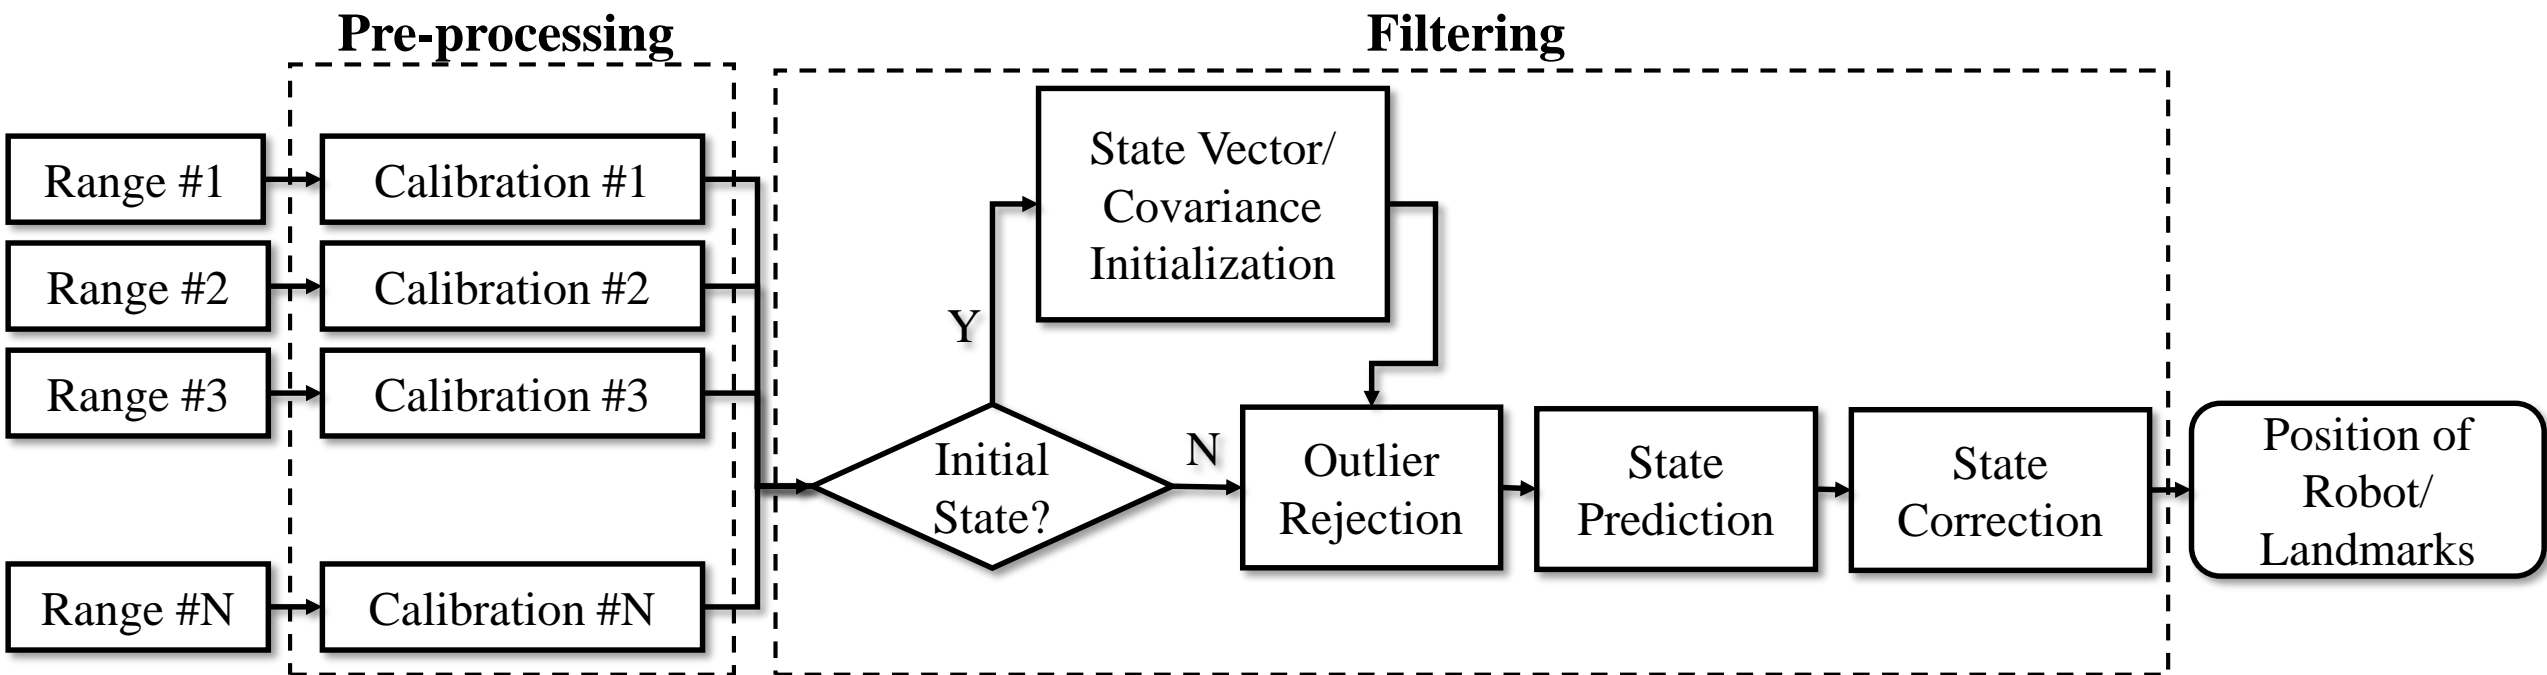 Pre-processing
Filtering
Range #1
Calibration #1
Range #2
Calibration #2
Range #3
Calibration #3
Range #N
Calibration #N
Initial
State?
Y
N
State Vector/
Covariance
Initialization
Outlier
Rejection
State
Prediction
State
Correction
Position of
Robot/
Landmarks